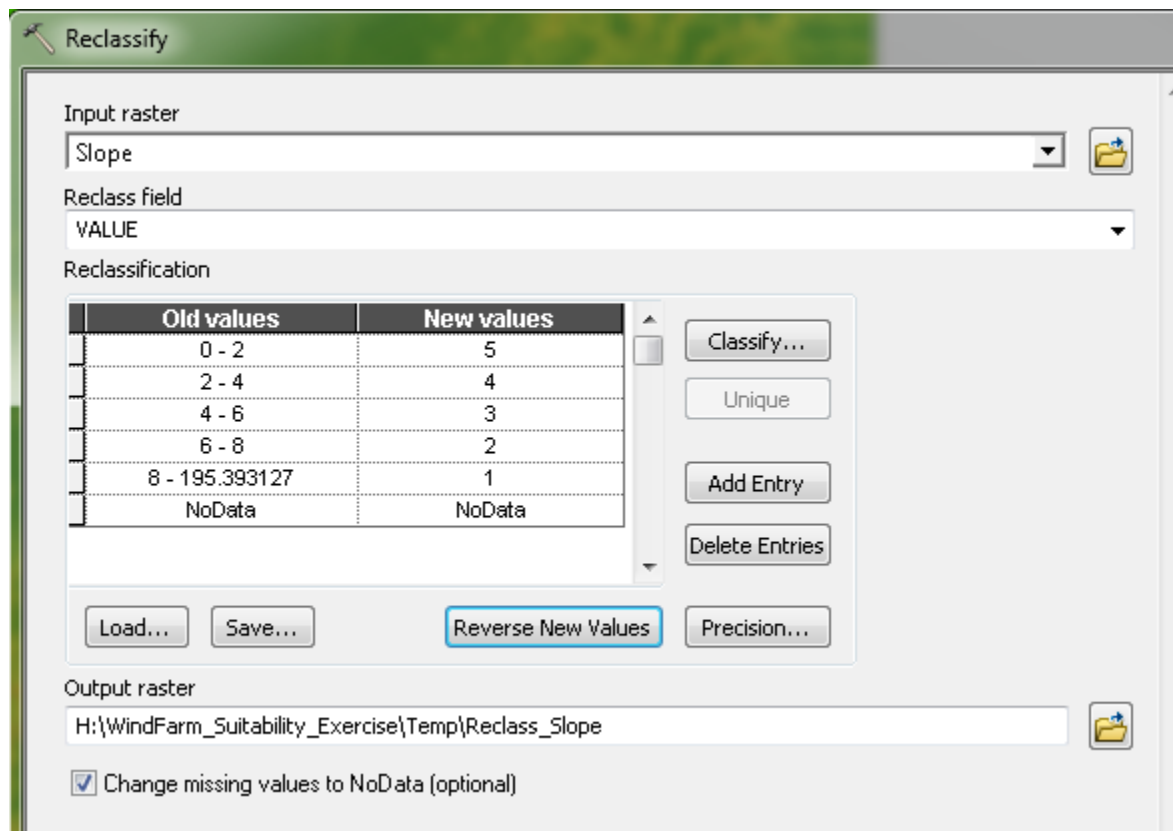 Reclassify
Input raster
Slope
Reclass field
VALUE
Reclassification
Old values New values
0 - 2 5
2 - 4 4
4 - 6 3
6 - 8 2
8 - 195.393127 1
NoData NoData
Classify...
Unique
Add Entry
Delete Entries
Load... Save... Reverse New Values Precision...
Output raster
H:\WindFarm_Suitability_Exercise\Temp\Reclass_Slope
Change missing values to NoData (optional)